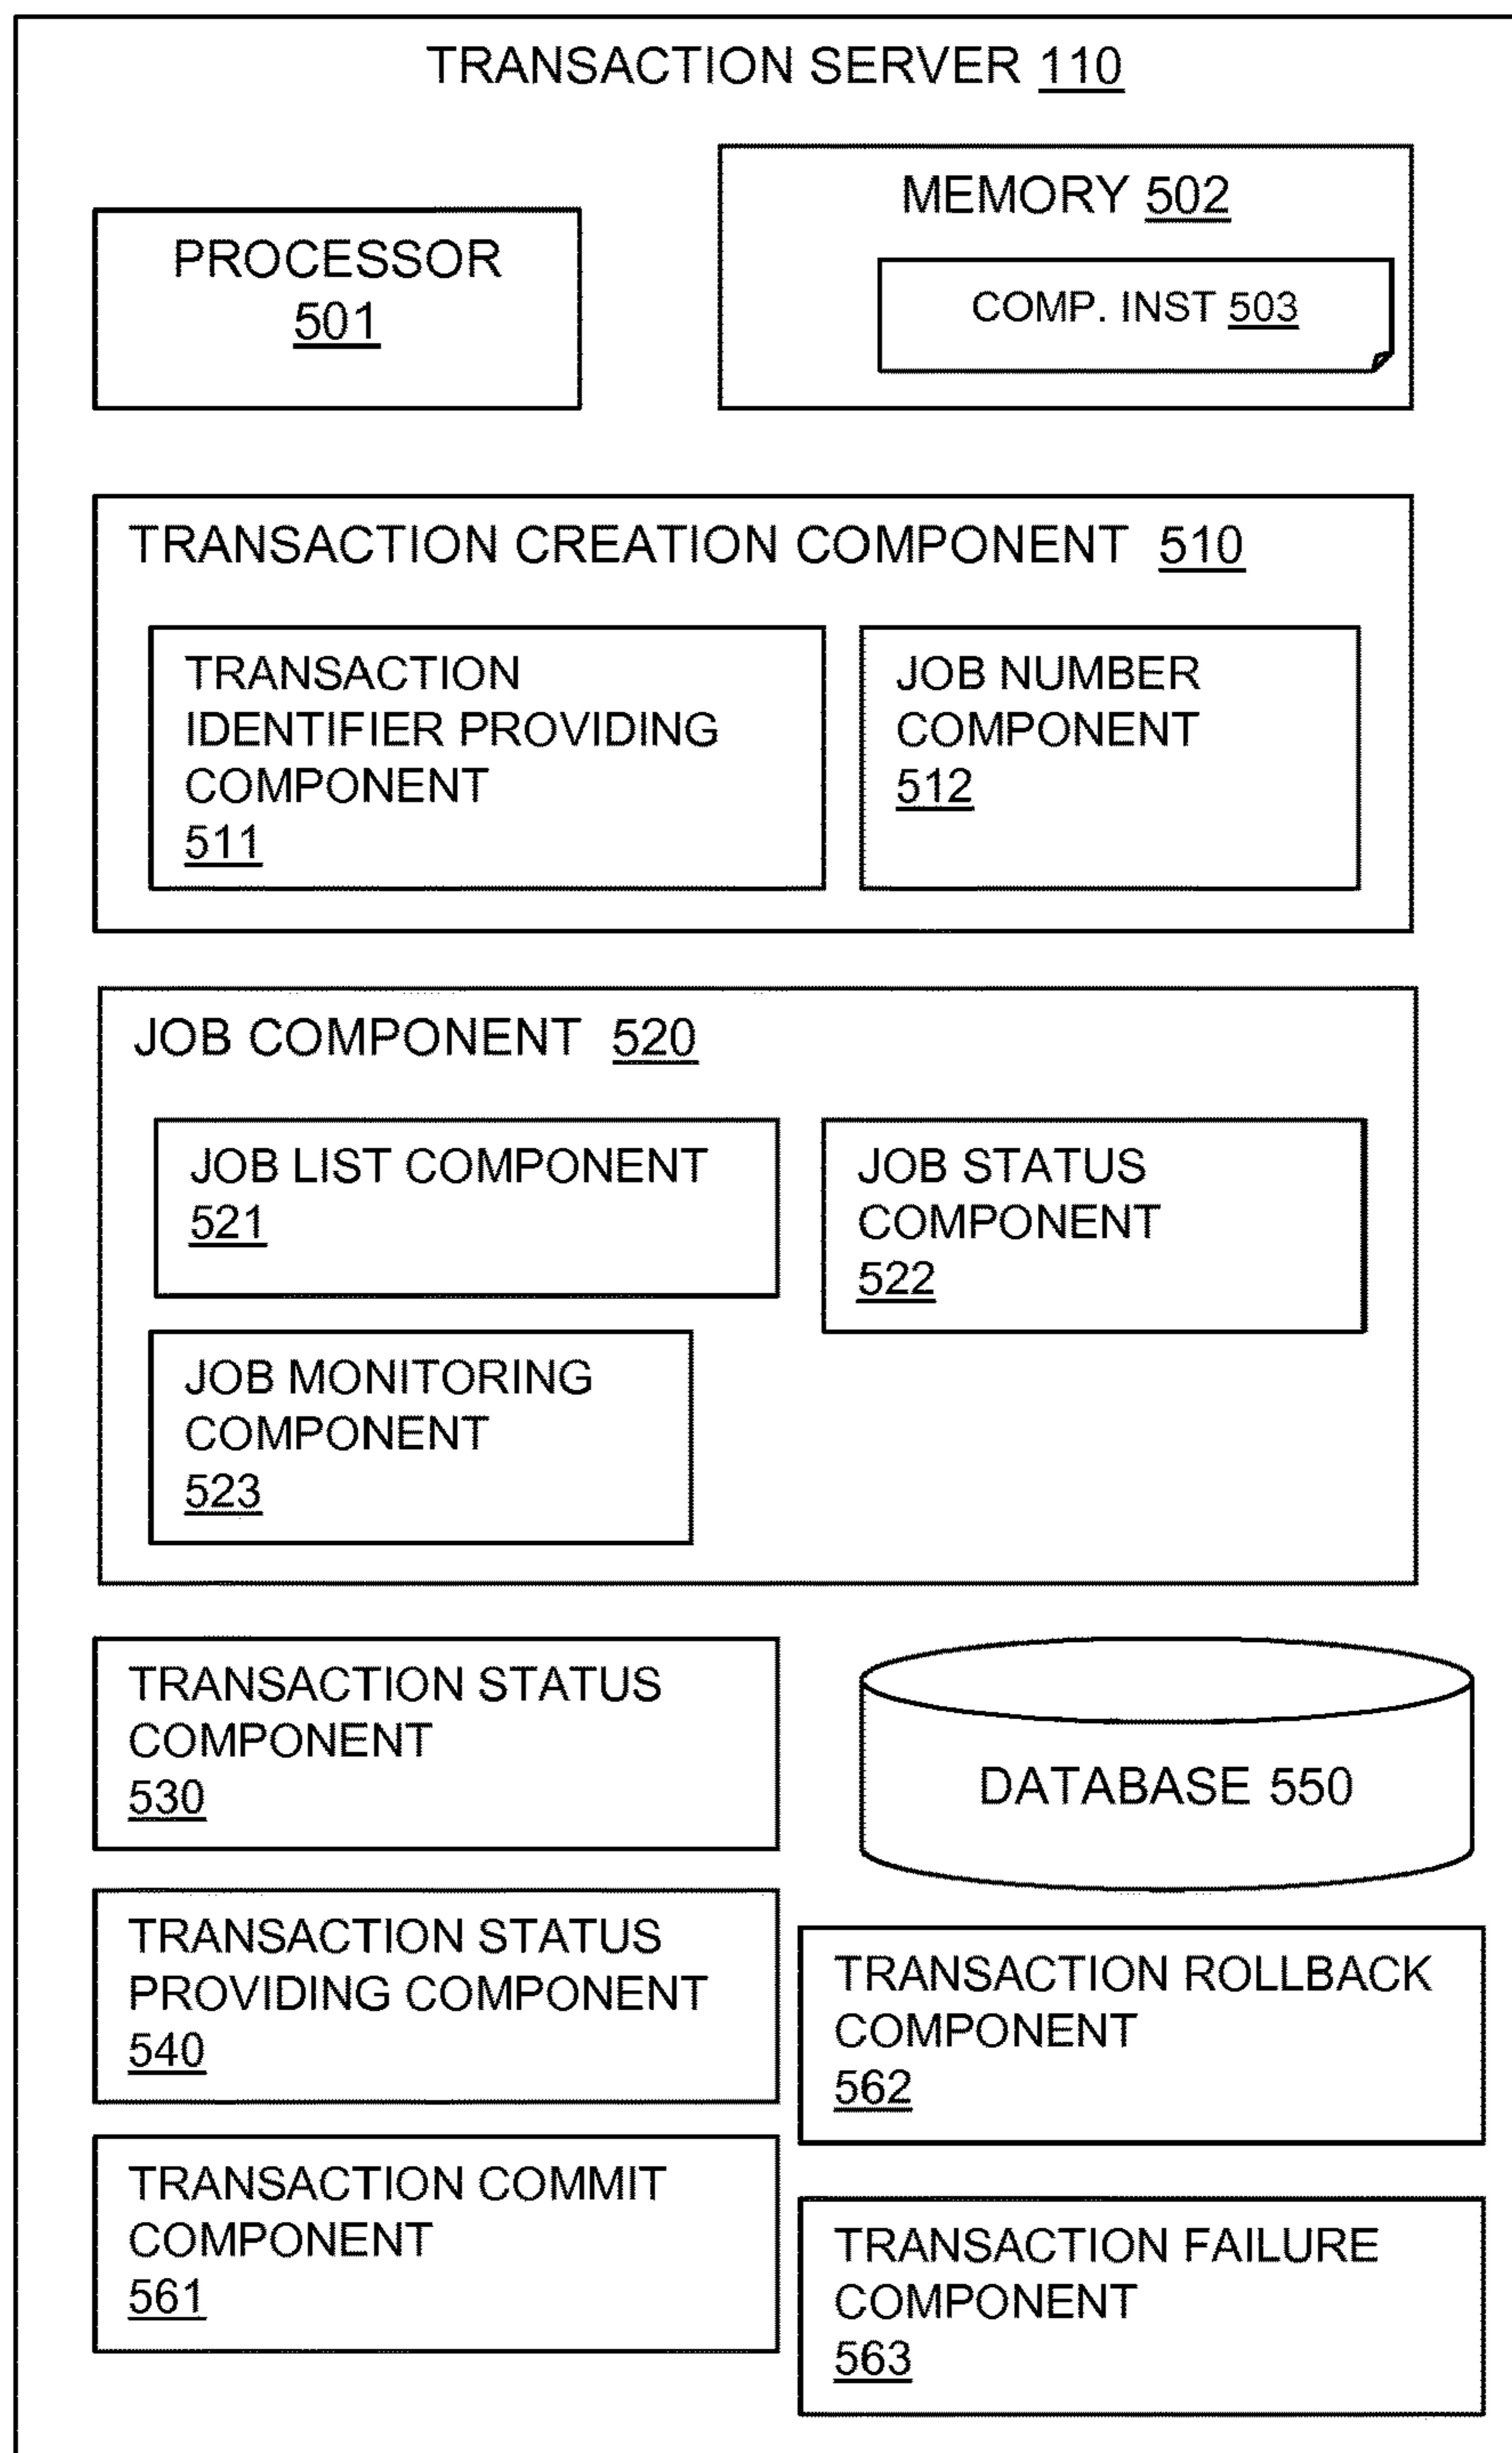 TRANSACTION SERVER 110
PROCESSOR
501
MEMORY 502
COMP. INST 503
TRANSACTION CREATION COMPONENT 510
TRANSACTION
IDENTIFIER PROVIDING
COMPONENT
511
JOB NUMBER
COMPONENT
512
JOB COMPONENT 520
JOB LIST COMPONENT
521
JOB STATUS
COMPONENT
522
JOB MONITORING
COMPONENT
523
TRANSACTION STATUS
COMPONENT
530
DATABASE 550
TRANSACTION STATUS
PROVIDING COMPONENT
540
TRANSACTION ROLLBACK
COMPONENT
562
TRANSACTION COMMIT
COMPONENT
561
TRANSACTION FAILURE
COMPONENT
563